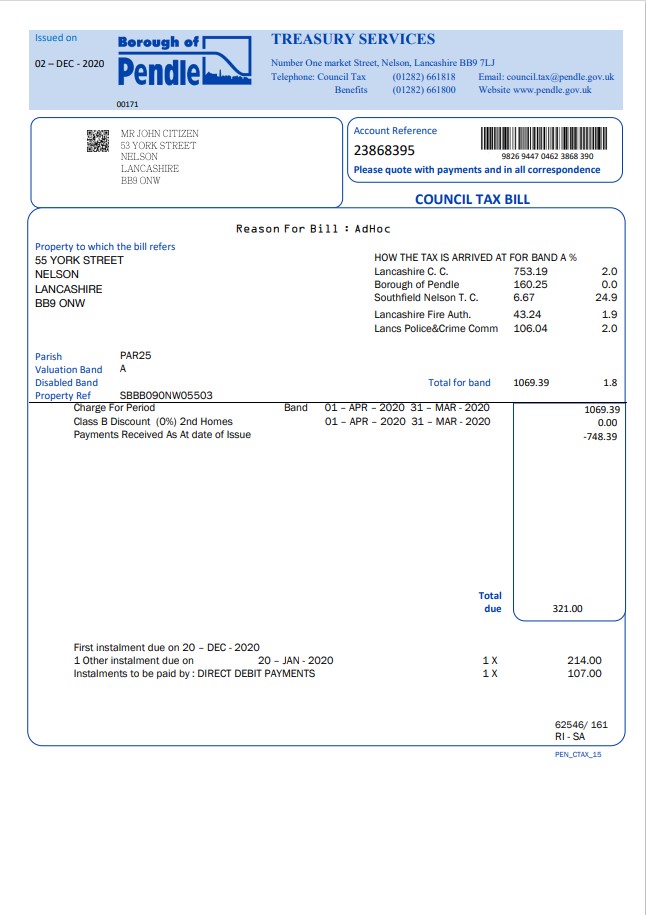 Issued on
02 – DEC - 2020
Borough of
Pendle
00171
TREASURY SERVICES
Number One market Street, Nelson, Lancashire BB9 7LJ
Telephone: Council Tax (01282) 661818 Email: council.tax@pendle.gov.uk
Benefits (01282) 661800 Website www.pendle.gov.uk
MR JOHN CITIZEN
53 YORK STREET
NELSON
LANCASHIRE
BB9 0NW
Account Reference
23868395
9826 9447 0462 3868 390
Please quote with payments and in all correspondence
COUNCIL TAX BILL
Reason For Bill : AdHoc
Property to which the bill refers
55 YORK STREET
NELSON
LANCASHIRE
BB9 ONW
HOW THE TAX IS ARRIVED AT FOR BAND A %
Lancashire C. C. 753.19 2.0
Borough of Pendle 160.25 0.0
Southfield Nelson T. C. 6.67 24.9
Lancashire Fire Auth. 43.24 1.9
Lancs Police&Crime Comm 106.04 2.0
Parish PAR25
Valuation Band A
Disabled Band
Total for band 1069.39 1.8
Property Ref SBBB090NW05503
Charge For Period Band 01 – APR – 2020 31 – MAR - 2020 1069.39
Class B Discount (0%) 2nd Homes 01 – APR – 2020 31 – MAR - 2020 0.00
Payments Received As At date of Issue -748.39
Total
due 321.00
First instalment due on 20 – DEC - 2020
1 Other instalment due on 20 – JAN - 2020 1 X 214.00
Instalments to be paid by : DIRECT DEBIT PAYMENTS 1 X 107.00
62546/ 161
RI - SA
PEN_CTAX_15